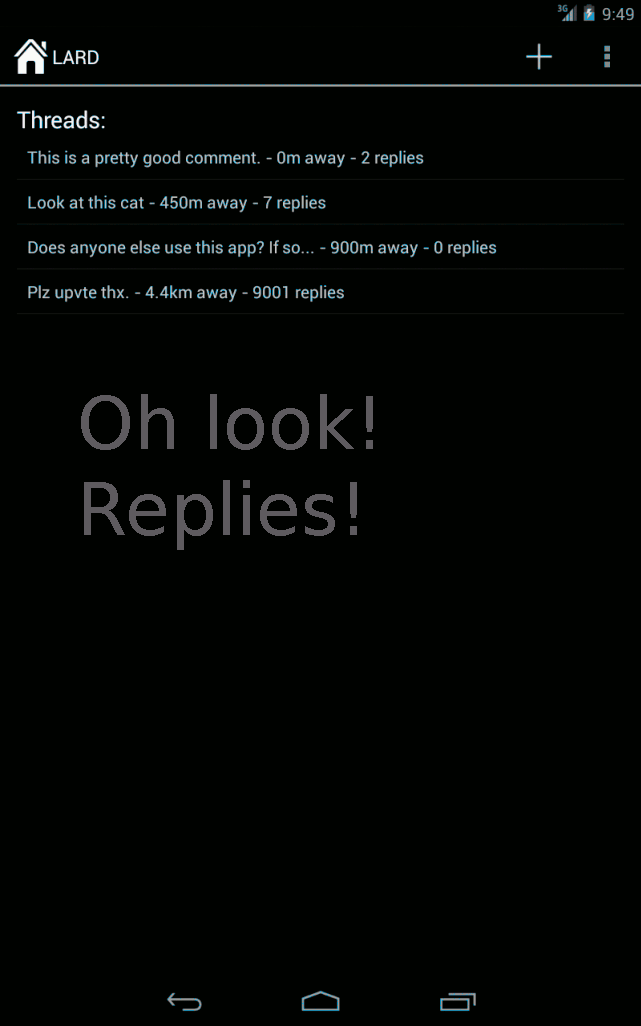 3G 9:49
LARD
Threads:
This is a pretty good comment. - 0m away - 2 replies
Look at this cat - 450m away - 7 replies
Does anyone else use this app? If so... - 900m away - 0 replies
Plz upvte thx. - 4.4km away - 9001 replies
Oh look!
Replies!